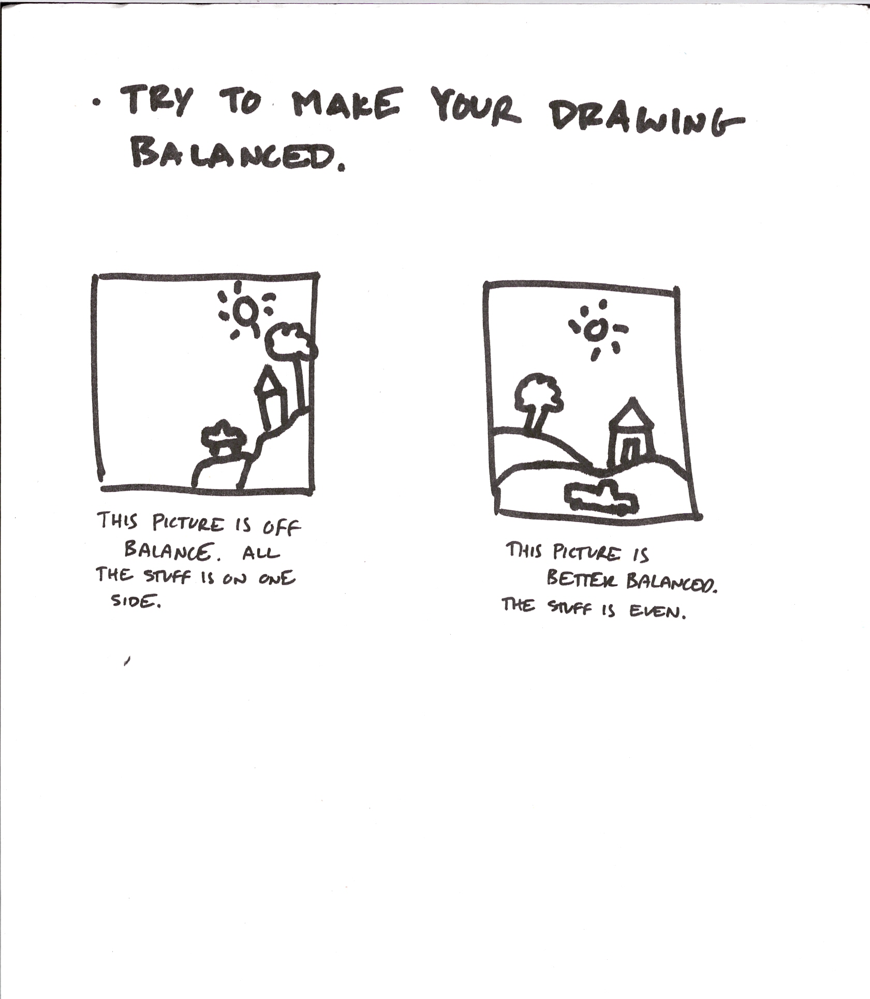 · TRY TO MAKE YOUR DRAWING
BALANCED.
THIS PICTURE IS OFF
BALANCE. ALL
THE STUFF IS ON ONE
SIDE.
THIS PICTURE IS
BETTER BALANCED.
THE STUFF IS EVEN.